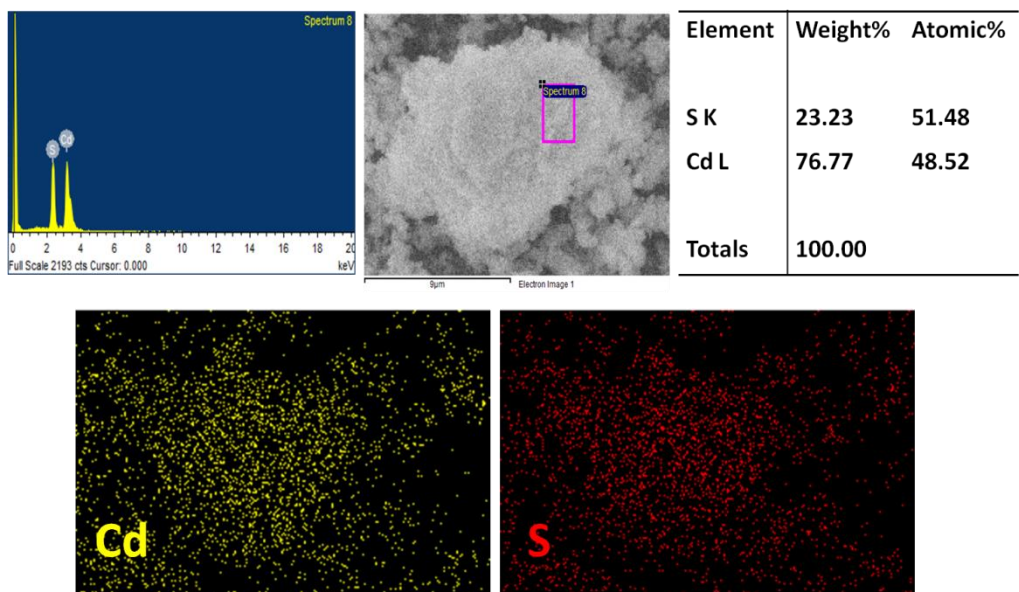 Spectrum 8
S
Cd
0 2 4 6 8 10 12 14 16 18 20
Full Scale 2193 cts Cursor: 0.000 keV
Spectrum 8
9µm Electron Image 1
Element Weight% Atomic%
S K 23.23 51.48
Cd L 76.77 48.52
Totals 100.00
Cd
S